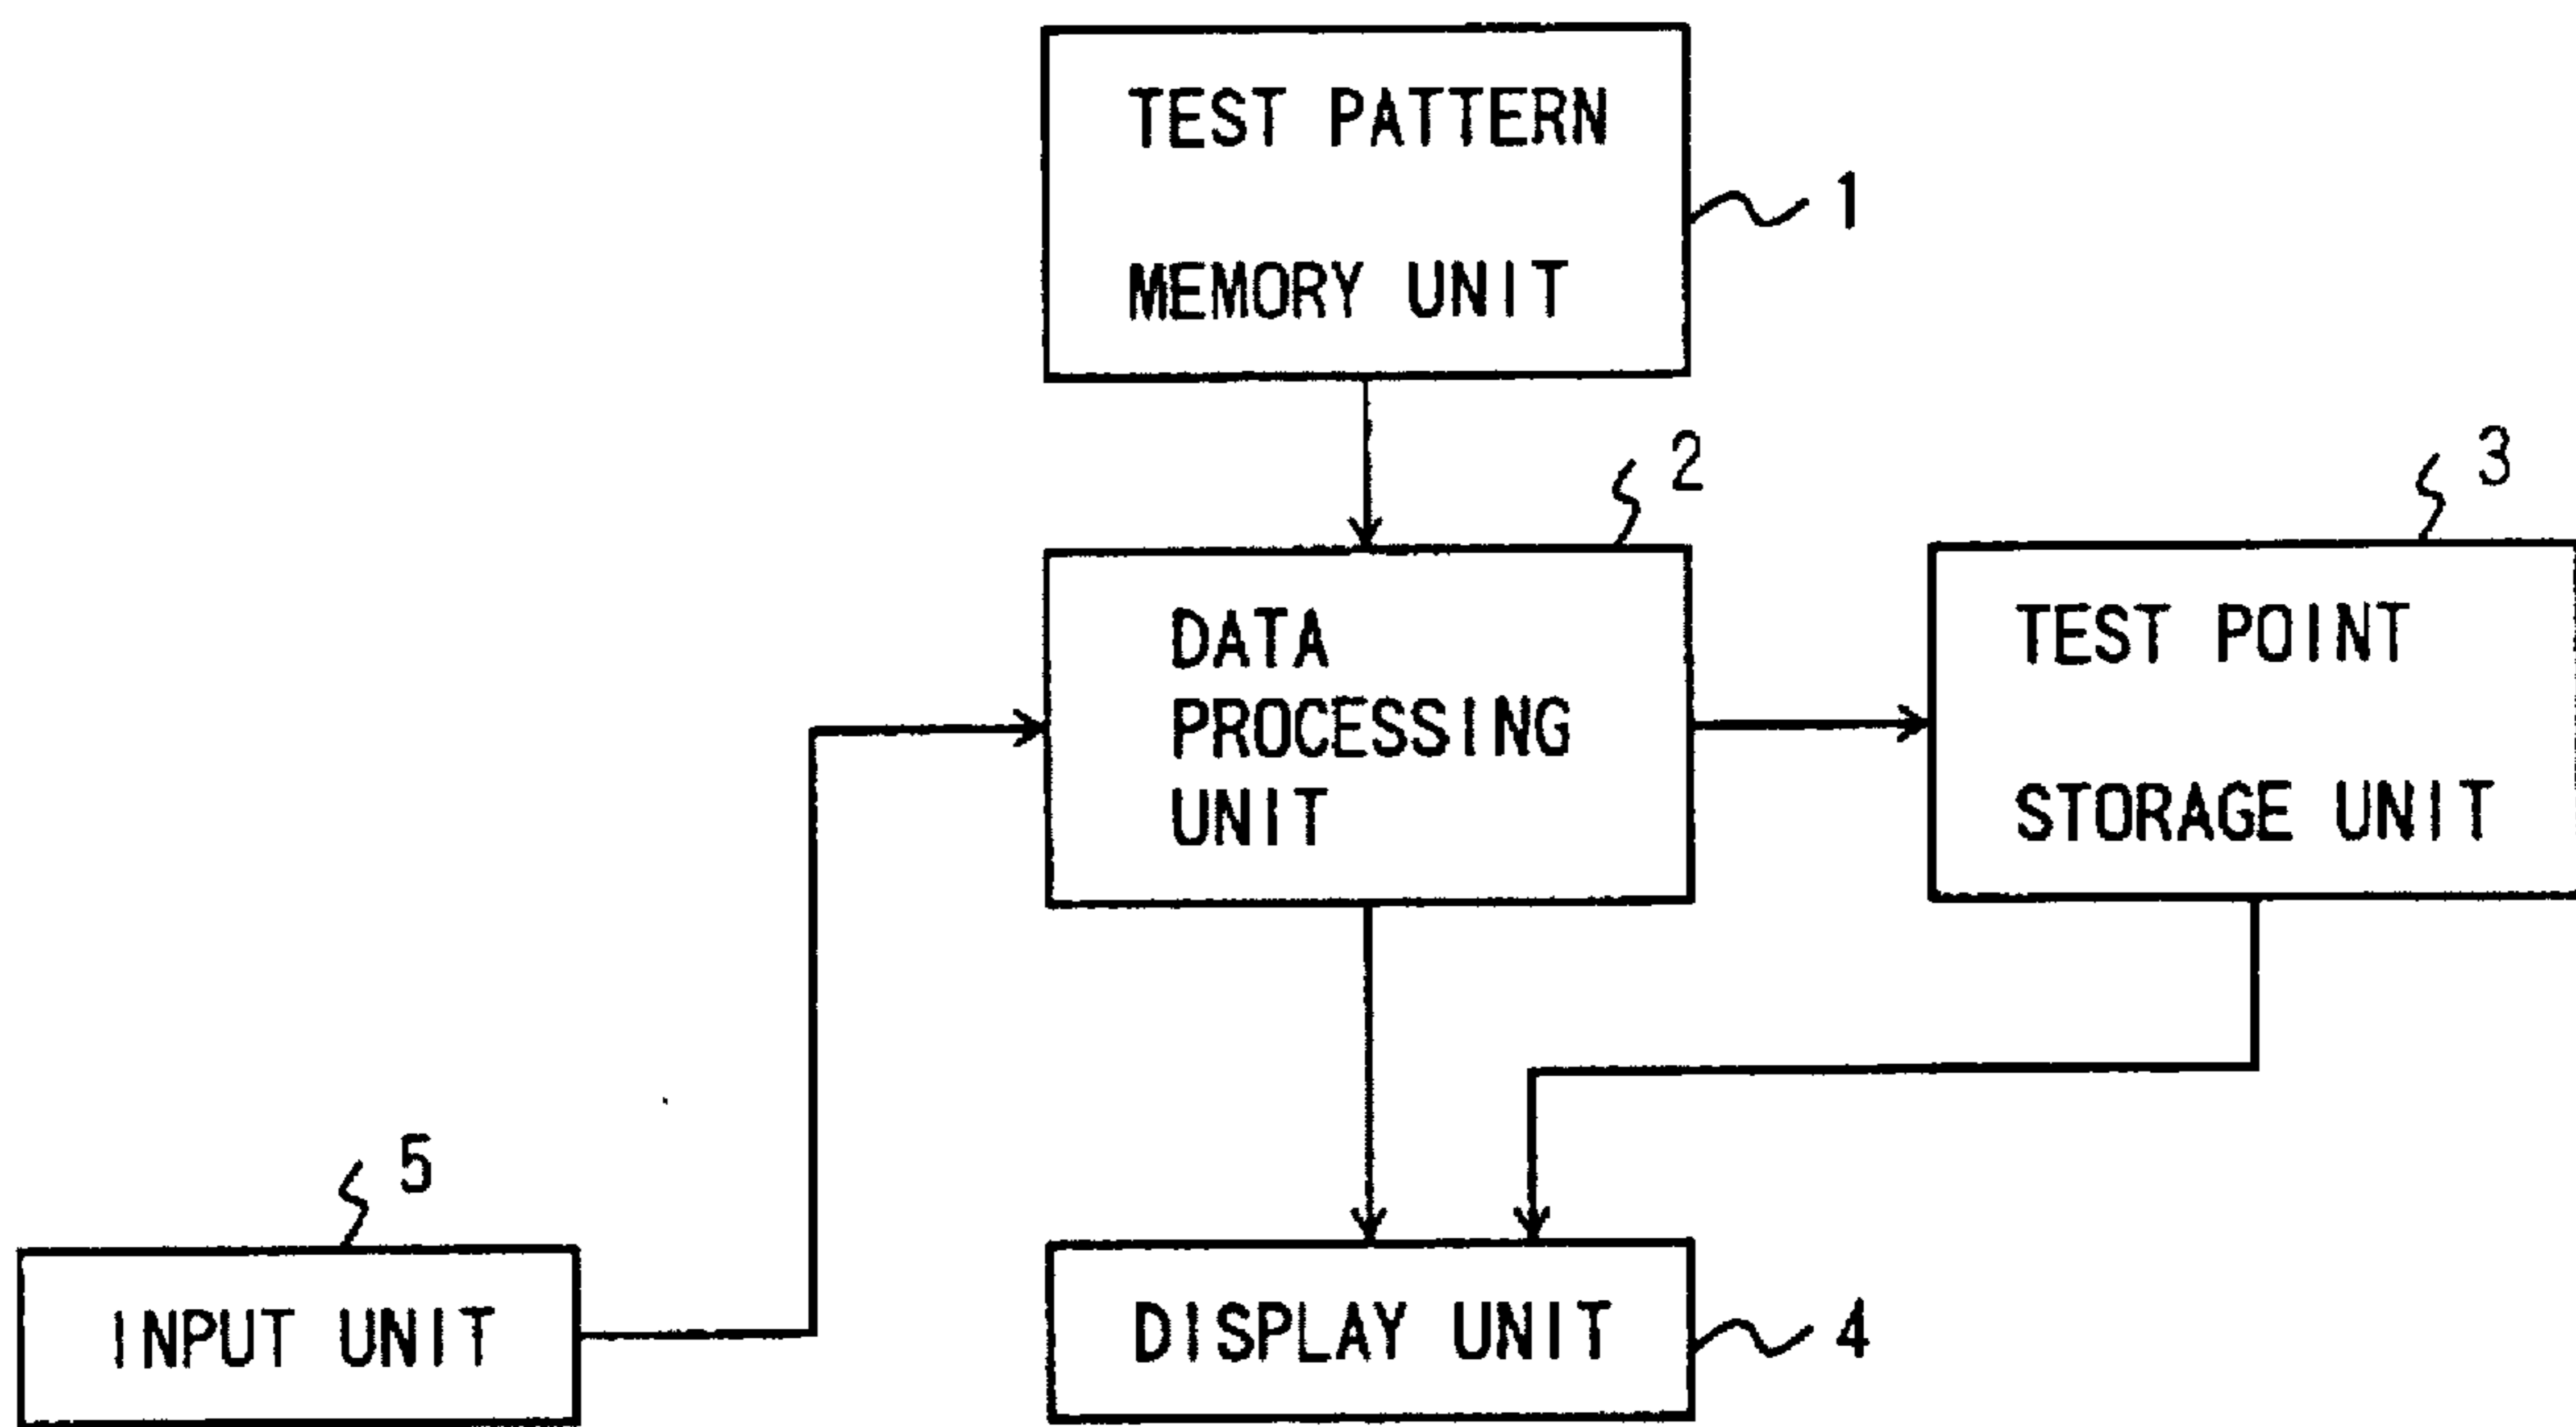 TEST PATTERN
MEMORY UNIT
1
2
DATA
PROCESSING
UNIT
3
TEST POINT
STORAGE UNIT
5
INPUT UNIT
DISPLAY UNIT
4